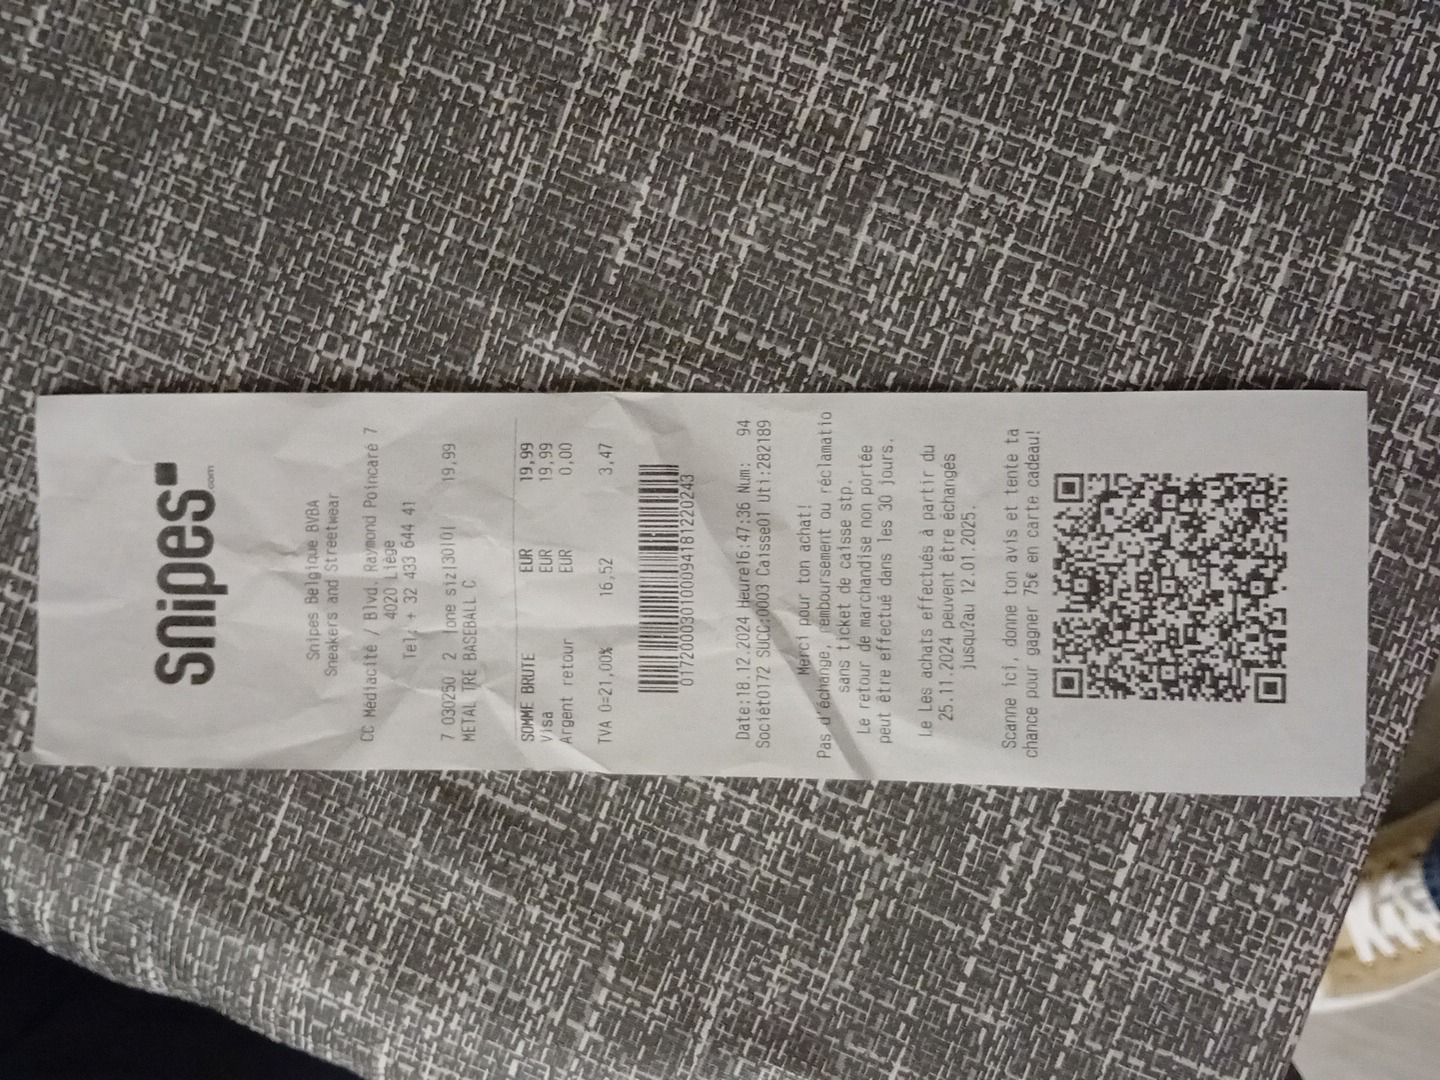 snipes
.com
Snipes Belgique BVBA
Sneakers and Streetwear
CC Médiacité / Blvd. Raymond Poincaré 7
4020 Liège
Tel.: + 32 433 644 41
7 030250 2 |one siz|3010| 19,99
METAL TRE BASEBALL C
SOMME BRUTE EUR 19,99
Visa EUR 19,99
Argent retour EUR 0,00
TVA 0=21,00% 16,52 3,47
01720003010009418122024 3
Date:18.12.2024 Heure16:47:36 Num: 94
Sociét0172 SUCC:0003 Caisse01 Uti:282189
Merci pour ton achat!
Pas d'échange, remboursement ou réclamatio
sans ticket de caisse stp.
Le retour de marchandise non portée
peut être effectué dans les 30 jours.
Le Les achats effectués à partir du
25.11.2024 peuvent être échangés
jusqu?au 12.01.2025.
Scanne ici, donne ton avis et tente ta
chance pour gagner 75€ en carte cadeau!